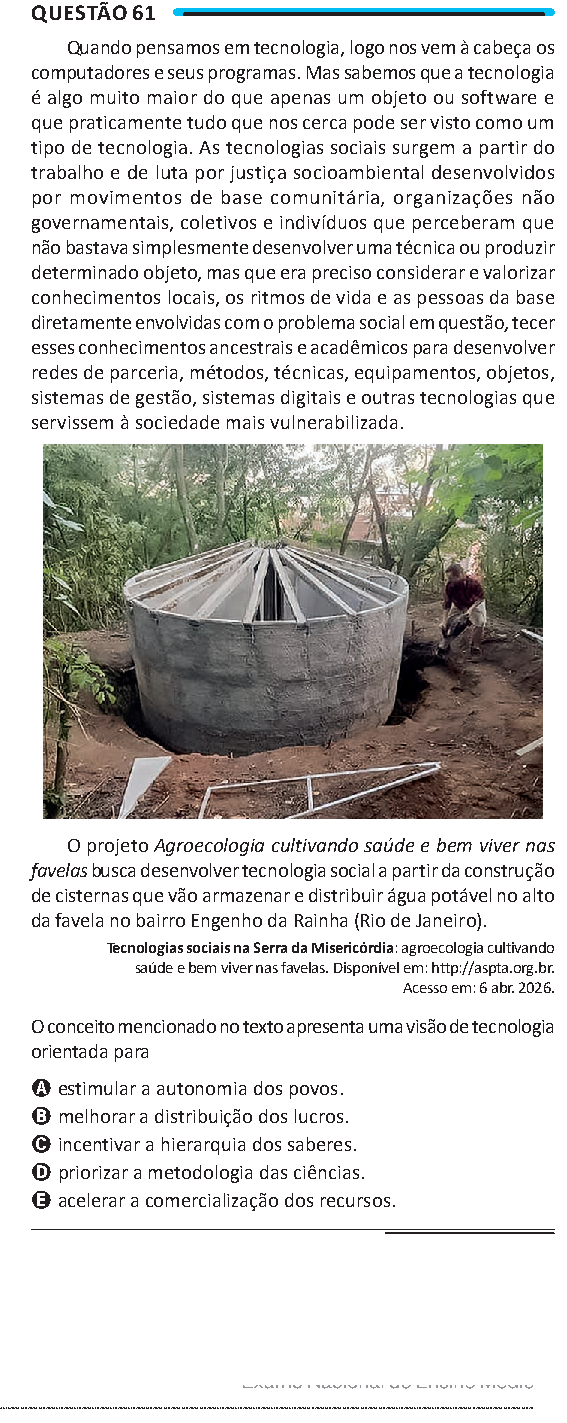 QUESTÃO 61
Quando pensamos em tecnologia, logo nos vem à cabeça os
computadores e seus programas. Mas sabemos que a tecnologia
é algo muito maior do que apenas um objeto ou software e
que praticamente tudo que nos cerca pode ser visto como um
tipo de tecnologia. As tecnologias sociais surgem a partir do
trabalho e de luta por justiça socioambiental desenvolvidos
por movimentos de base comunitária, organizações não
governamentais, coletivos e indivíduos que perceberam que
não bastava simplesmente desenvolver uma técnica ou produzir
determinado objeto, mas que era preciso considerar e valorizar
conhecimentos locais, os ritmos de vida e as pessoas da base
diretamente envolvidas com o problema social em questão, tecer
esses conhecimentos ancestrais e acadêmicos para desenvolver
redes de parceria, métodos, técnicas, equipamentos, objetos,
sistemas de gestão, sistemas digitais e outras tecnologias que
servissem à sociedade mais vulnerabilizada.
O projeto Agroecologia cultivando saúde e bem viver nas
favelas busca desenvolver tecnologia social a partir da construção
de cisternas que vão armazenar e distribuir água potável no alto
da favela no bairro Engenho da Rainha (Rio de Janeiro).
Tecnologias sociais na Serra da Misericórdia: agroecologia cultivando
saúde e bem viver nas favelas. Disponível em: http://aspta.org.br.
Acesso em: 6 abr. 2026.
O conceito mencionado no texto apresenta uma visão de tecnologia
orientada para
A estimular a autonomia dos povos.
B melhorar a distribuição dos lucros.
C incentivar a hierarquia dos saberes.
D priorizar a metodologia das ciências.
E acelerar a comercialização dos recursos.
Exame Nacional do Ensino Médio